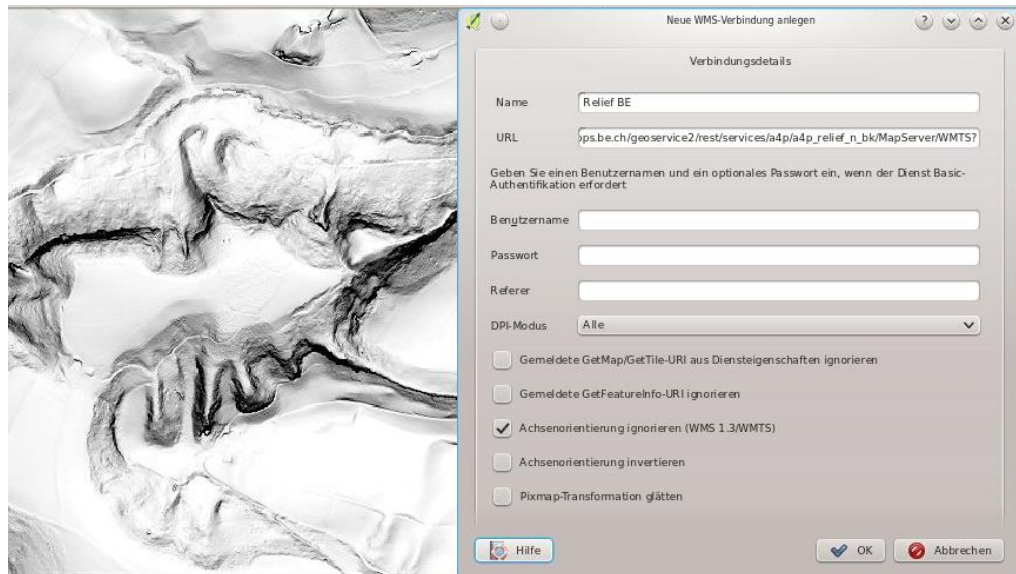 Neue WMS-Verbindung anlegen
Verbindungsdetails
Name
Relief BE
URL
ps.be.ch/geoservice2/rest/services/a4p/a4p_relief_n_bk/MapServer/WMTS?
Geben Sie einen Benutzernamen und ein optionales Passwort ein, wenn der Dienst Basic-
Authentifikation erfordert
Benutzername
Passwort
Referer
DPI-Modus
Alle
Gemeldete GetMap/GetTile-URI aus Diensteigenschaften ignorieren
Gemeldete GetFeatureInfo-URI ignorieren
Achsenorientierung ignorieren (WMS 1.3/WMTS)
Achsenorientierung invertieren
Pixmap-Transformation glätten
Hilfe
OK
Abbrechen